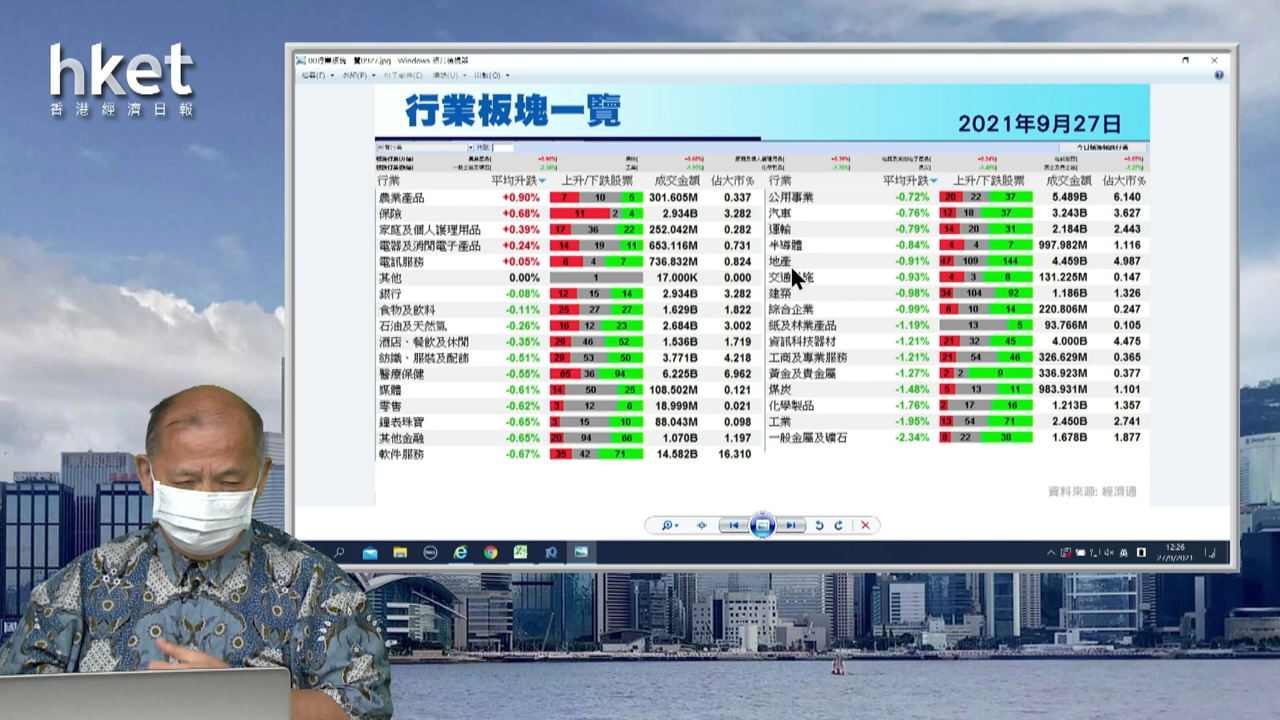 hket
香港經濟日報
行業板塊一覽
2021年9月27日
行業 平均升跌 上升/下跌股票 成交金額 佔大市%
農業產品 +0.90% 7 10 5 301.605M 0.337
保險 +0.68% 11 2 4 2.934B 3.282
家庭及個人護理用品 +0.39% 17 36 22 252.042M 0.282
電器及消閒電子產品 +0.24% 14 19 11 653.116M 0.731
電訊服務 +0.05% 6 4 7 736.832M 0.824
其他 0.00% 1 17.000K 0.000
銀行 -0.08% 12 15 14 2.934B 3.282
食物及飲料 -0.11% 25 27 27 1.629B 1.822
石油及天然氣 -0.26% 16 12 23 2.684B 3.002
酒店、餐飲及休閒 -0.35% 29 46 52 1.536B 1.719
紡織、服裝及配飾 -0.51% 29 53 50 3.771B 4.218
醫療保健 -0.55% 65 36 94 6.225B 6.962
媒體 -0.61% 14 50 25 108.502M 0.121
零售 -0.62% 3 12 6 18.999M 0.021
鐘表珠寶 -0.65% 3 15 10 88.043M 0.098
其他金融 -0.65% 20 94 66 1.070B 1.197
軟件服務 -0.67% 35 42 71 14.582B 16.310
行業 平均升跌 上升/下跌股票 成交金額 佔大市%
公用事業 -0.72% 20 22 37 5.489B 6.140
汽車 -0.76% 12 18 37 3.243B 3.627
運輸 -0.79% 14 20 31 2.184B 2.443
半導體 -0.84% 4 4 7 997.982M 1.116
地產 -0.91% 47 109 144 4.459B 4.987
交通 施 -0.93% 4 3 8 131.225M 0.147
建築 -0.98% 34 104 92 1.186B 1.326
綜合企業 -0.99% 6 10 14 220.806M 0.247
紙及林業產品 -1.19% 13 5 93.766M 0.105
資訊科技器材 -1.21% 21 32 45 4.000B 4.475
工商及專業服務 -1.21% 21 54 46 326.629M 0.365
黃金及貴金屬 -1.27% 2 2 9 336.923M 0.377
煤炭 -1.48% 5 13 11 983.931M 1.101
化學製品 -1.76% 2 17 16 1.213B 1.357
工業 -1.95% 13 54 71 2.450B 2.741
一般金屬及礦石 -2.34% 8 22 38 1.678B 1.877
資料來源: 經濟通
英 12:26
27/9/2021